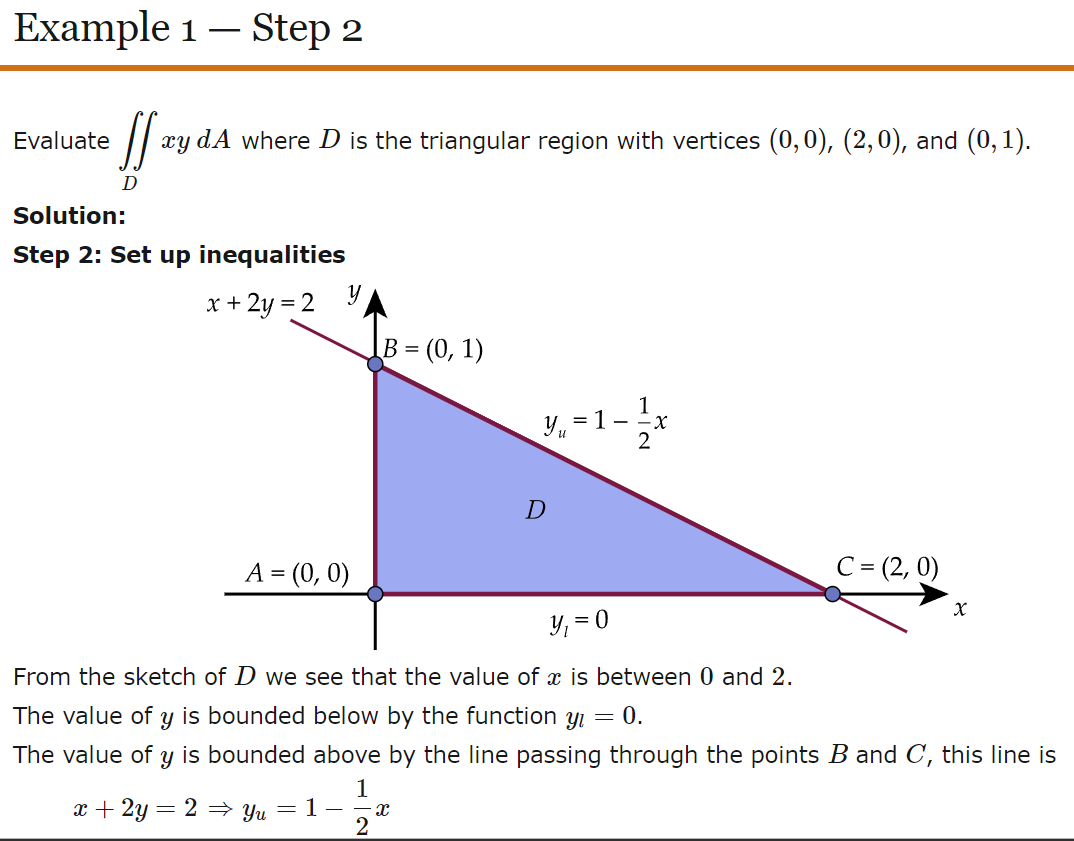 Example 1 — Step 2
Evaluate ∬_D xy dA where D is the triangular region with vertices (0,0), (2,0), and (0,1).
Solution:
Step 2: Set up inequalities
x + 2y = 2
y
B = (0, 1)
y_u = 1 − 1/2 x
D
A = (0, 0)
C = (2, 0)
x
y_l = 0
From the sketch of D we see that the value of x is between 0 and 2.
The value of y is bounded below by the function y_l = 0.
The value of y is bounded above by the line passing through the points B and C, this line is
x + 2y = 2 ⇒ y_u = 1 − 1/2 x